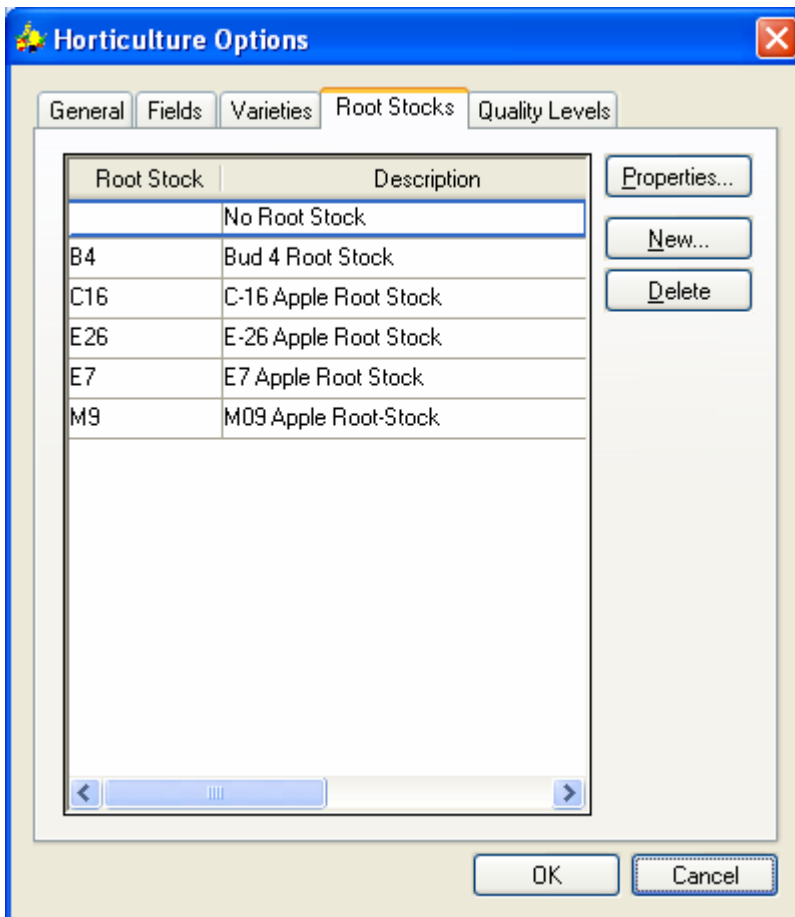 Horticulture Options
General Fields Varieties Root Stocks Quality Levels
Root Stock Description
No Root Stock
B4 Bud 4 Root Stock
C16 C-16 Apple Root Stock
E26 E-26 Apple Root Stock
E7 E7 Apple Root Stock
M9 M09 Apple Root-Stock
Properties...
New...
Delete
OK Cancel